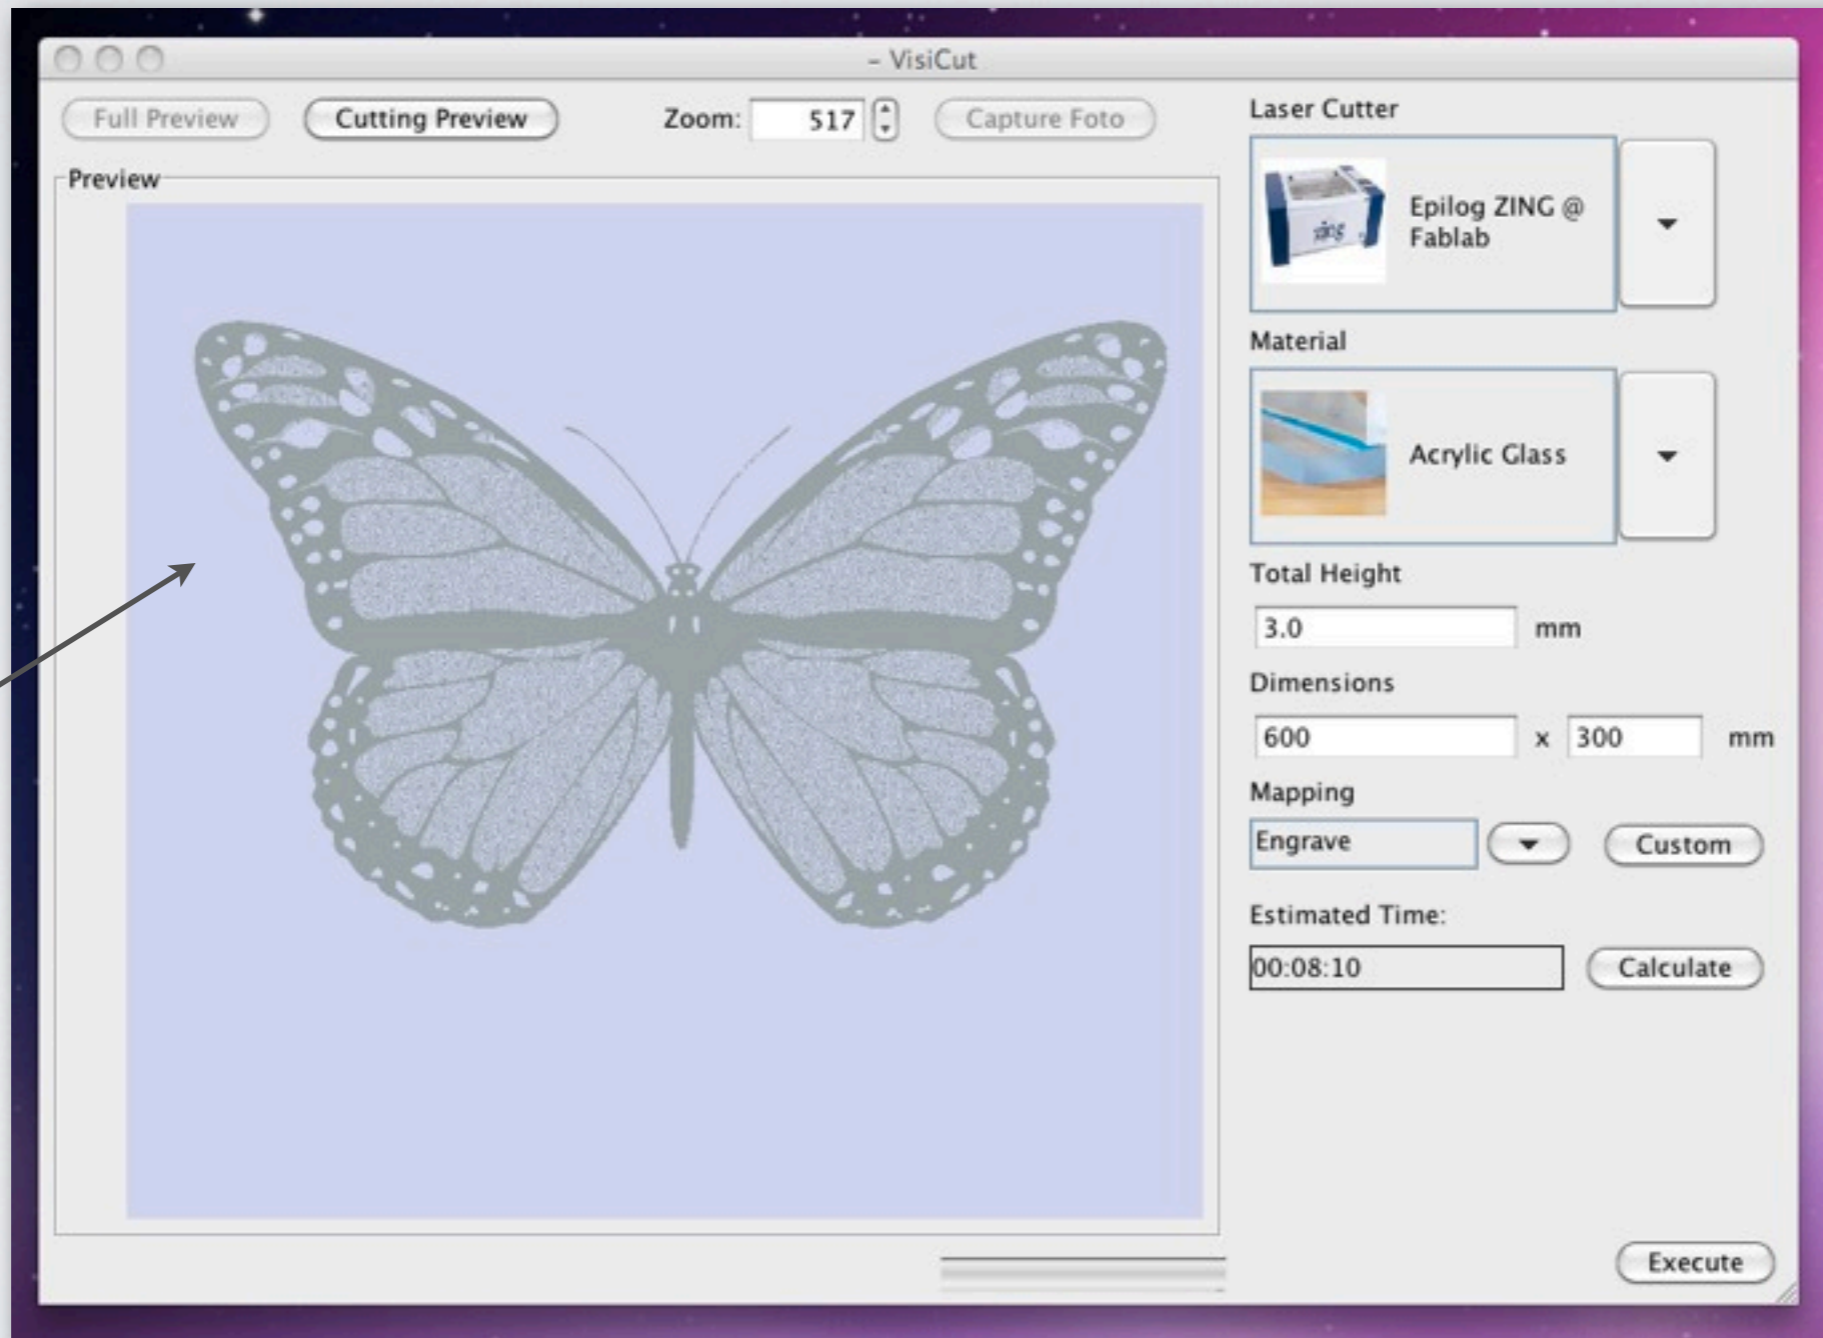 – VisiCut
Full Preview
Cutting Preview
Zoom:
517
Capture Foto
Preview
Laser Cutter
zing
Epilog ZING @
Fablab
Material
Acrylic Glass
Total Height
3.0
mm
Dimensions
600
x
300
mm
Mapping
Engrave
Custom
Estimated Time:
00:08:10
Calculate
Execute